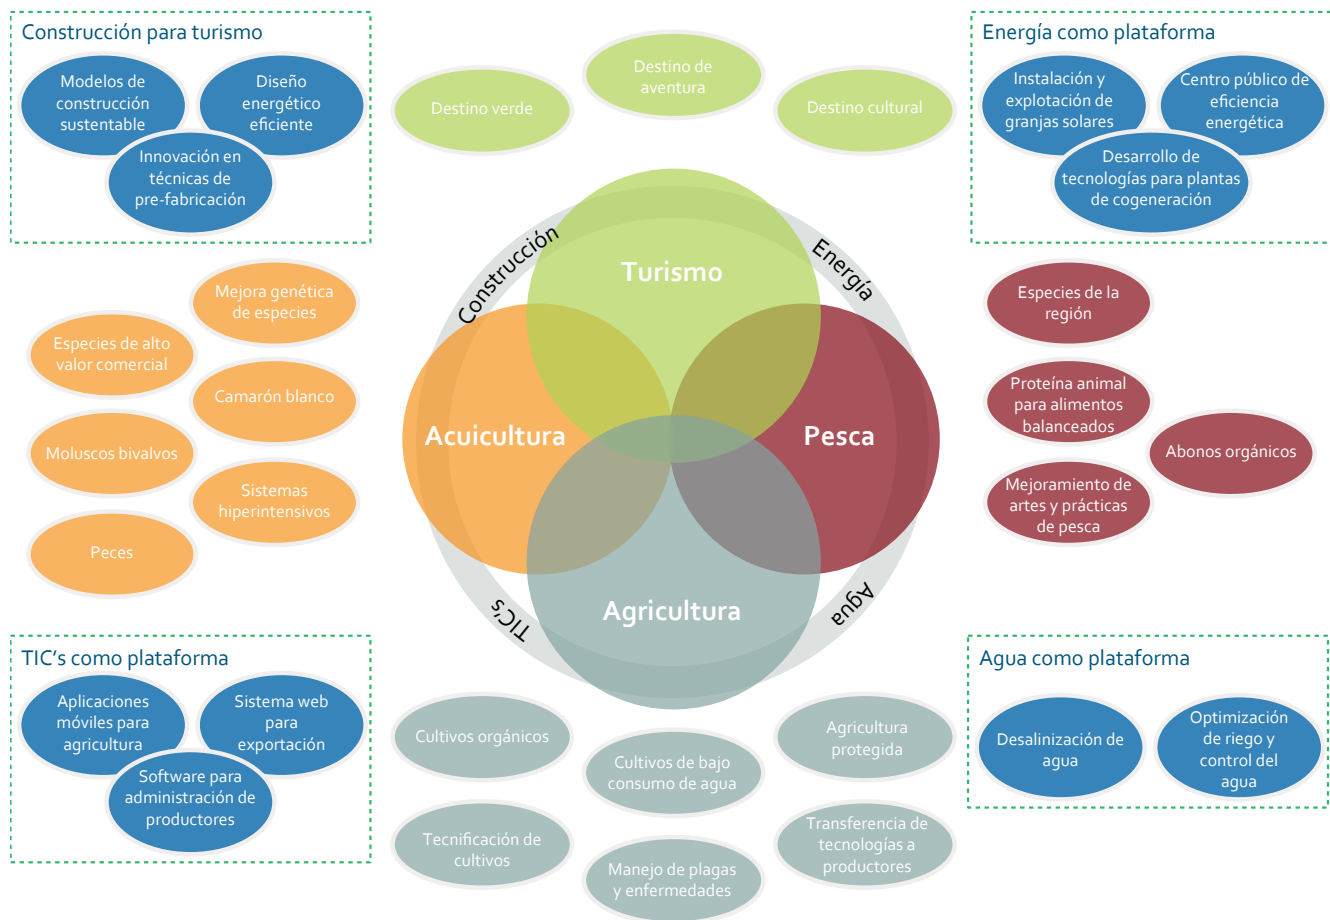 Construcción para turismo
Modelos de
construcción
sustentable
Diseño
energético
eficiente
Innovación en
técnicas de
pre-fabricación
Destino verde
Destino de
aventura
Destino cultural
Energía como plataforma
Instalación y
explotación de
granjas solares
Centro público de
eficiencia
energética
Desarrollo de
tecnologías para plantas
de cogeneración
Mejora genética
de especies
Especies de alto
valor comercial
Camarón blanco
Moluscos bivalvos
Sistemas
hiperintensivos
Peces
Construcción
Energía
Turismo
Acuicultura
Pesca
Agricultura
TIC's
Agua
Especies de la
región
Proteína animal
para alimentos
balanceados
Abonos orgánicos
Mejoramiento de
artes y prácticas
de pesca
TIC's como plataforma
Aplicaciones
móviles para
agricultura
Sistema web
para
exportación
Software para
administración de
productores
Cultivos orgánicos
Cultivos de bajo
consumo de agua
Agricultura
protegida
Tecnificación de
cultivos
Manejo de plagas
y enfermedades
Transferencia de
tecnologías a
productores
Agua como plataforma
Desalinización de
agua
Optimización
de riego y
control del
agua